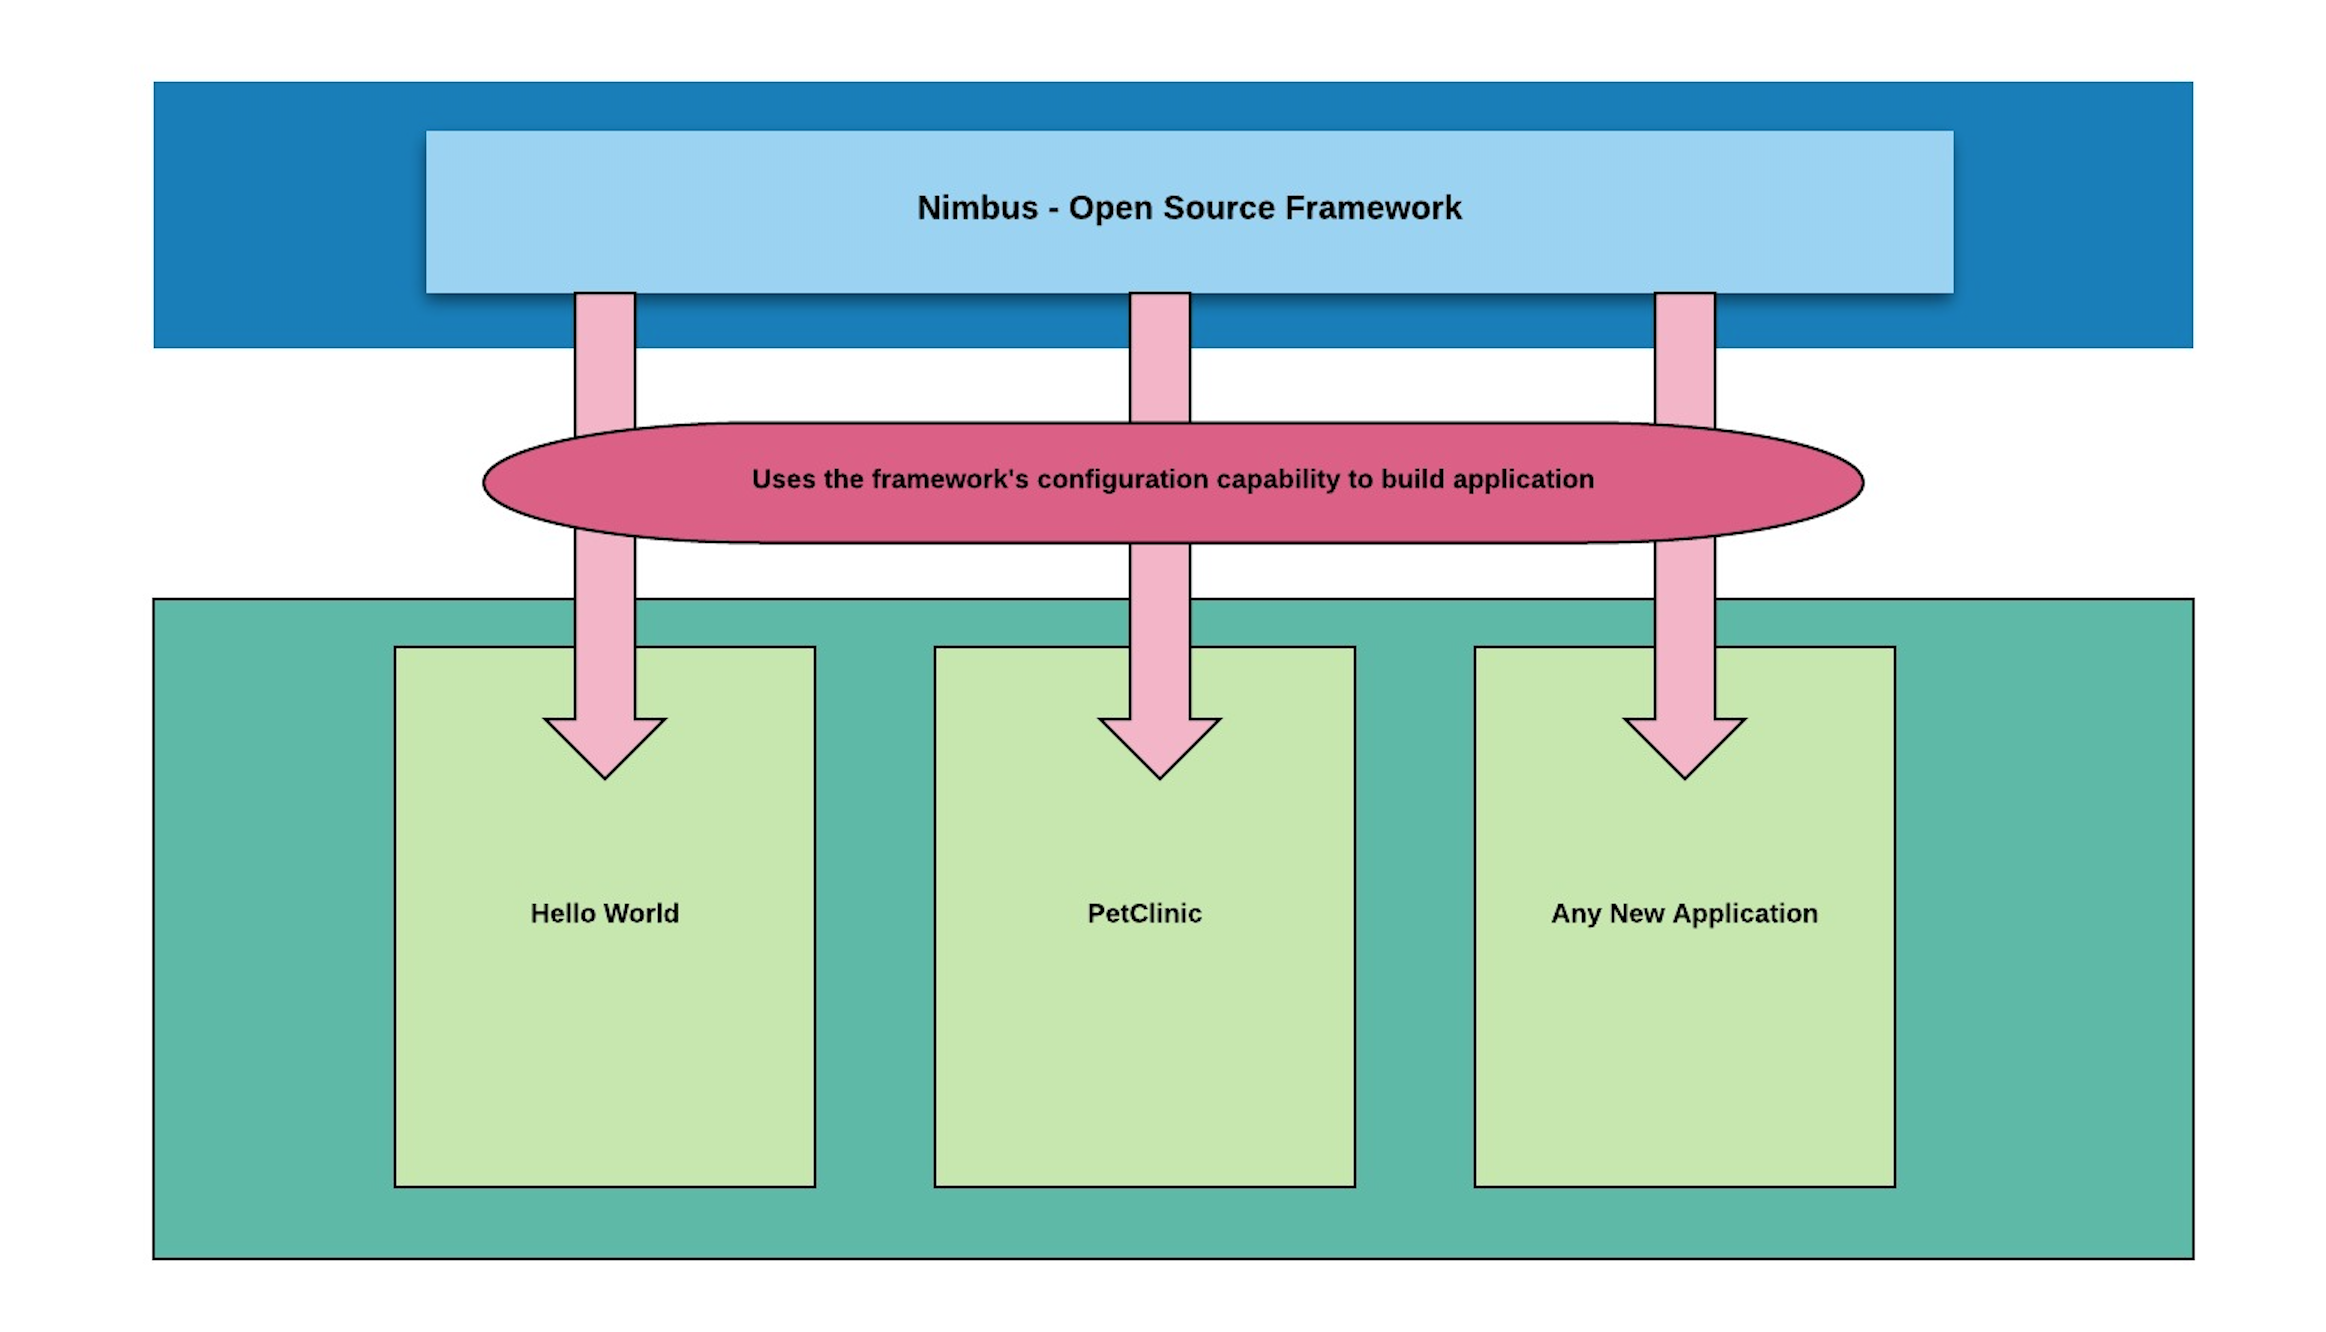 Nimbus - Open Source Framework
Uses the framework's configuration capability to build application
Hello World
PetClinic
Any New Application